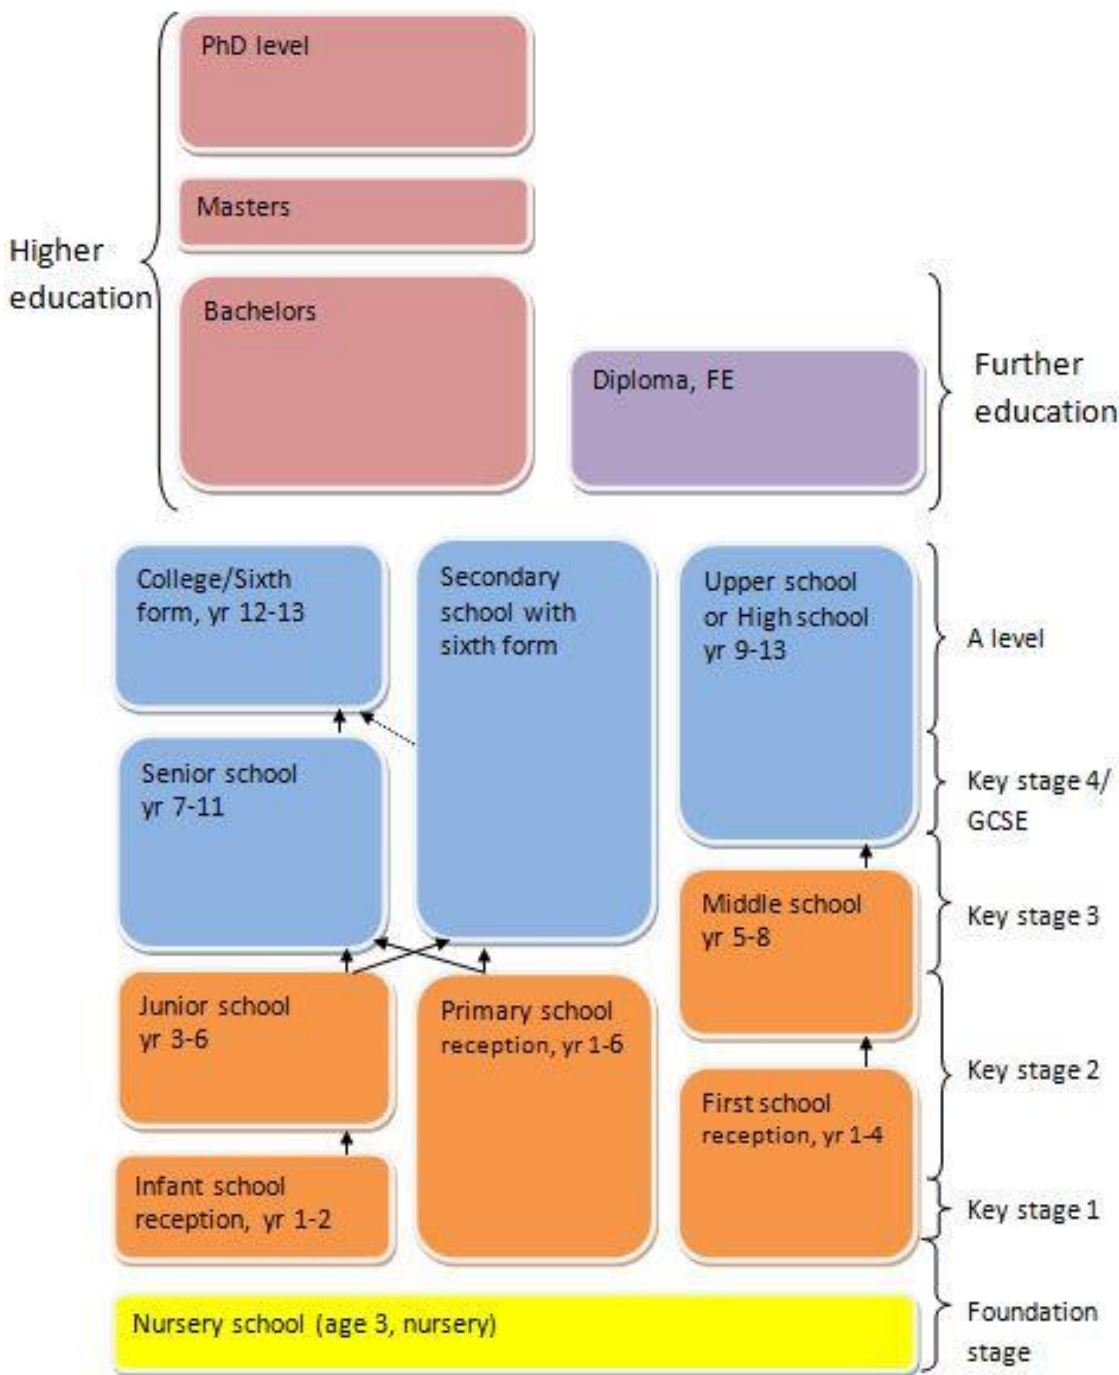 PhD level
Masters
Higher
education
Bachelors
Diploma, FE
Further
education
College/Sixth
form, yr 12-13
Secondary
school with
sixth form
Upper school
or High school
yr 9-13
A level
Senior school
yr 7-11
Key stage 4/
GCSE
Middle school
yr 5-8
Key stage 3
Junior school
yr 3-6
Primary school
reception, yr 1-6
Key stage 2
First school
reception, yr 1-4
Infant school
reception, yr 1-2
Key stage 1
Nursery school (age 3, nursery)
Foundation
stage